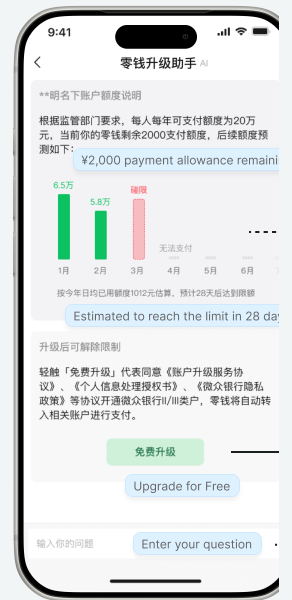 9:41
零钱升级助手 AI
**明名下账户额度说明
根据监管部门要求，每人每年可支付额度为20万
元，当前你的零钱剩余2000支付额度，后续额度预
测如下：
¥2,000 payment allowance remaini
6.5万
5.8万
碰限
无法支付
1月
2月
3月
4月
5月
6月
按今年日均已用额度1012元估算，预计28天后达到限额
Estimated to reach the limit in 28 day
升级后可解除限制
轻触「免费升级」代表同意《账户升级服务协
议》、《个人信息处理授权书》、《微众银行隐私
政策》等协议开通微众银行II/III类户，零钱将自动转
入相关账户进行支付。
免费升级
Upgrade for Free
输入你的问题
Enter your question